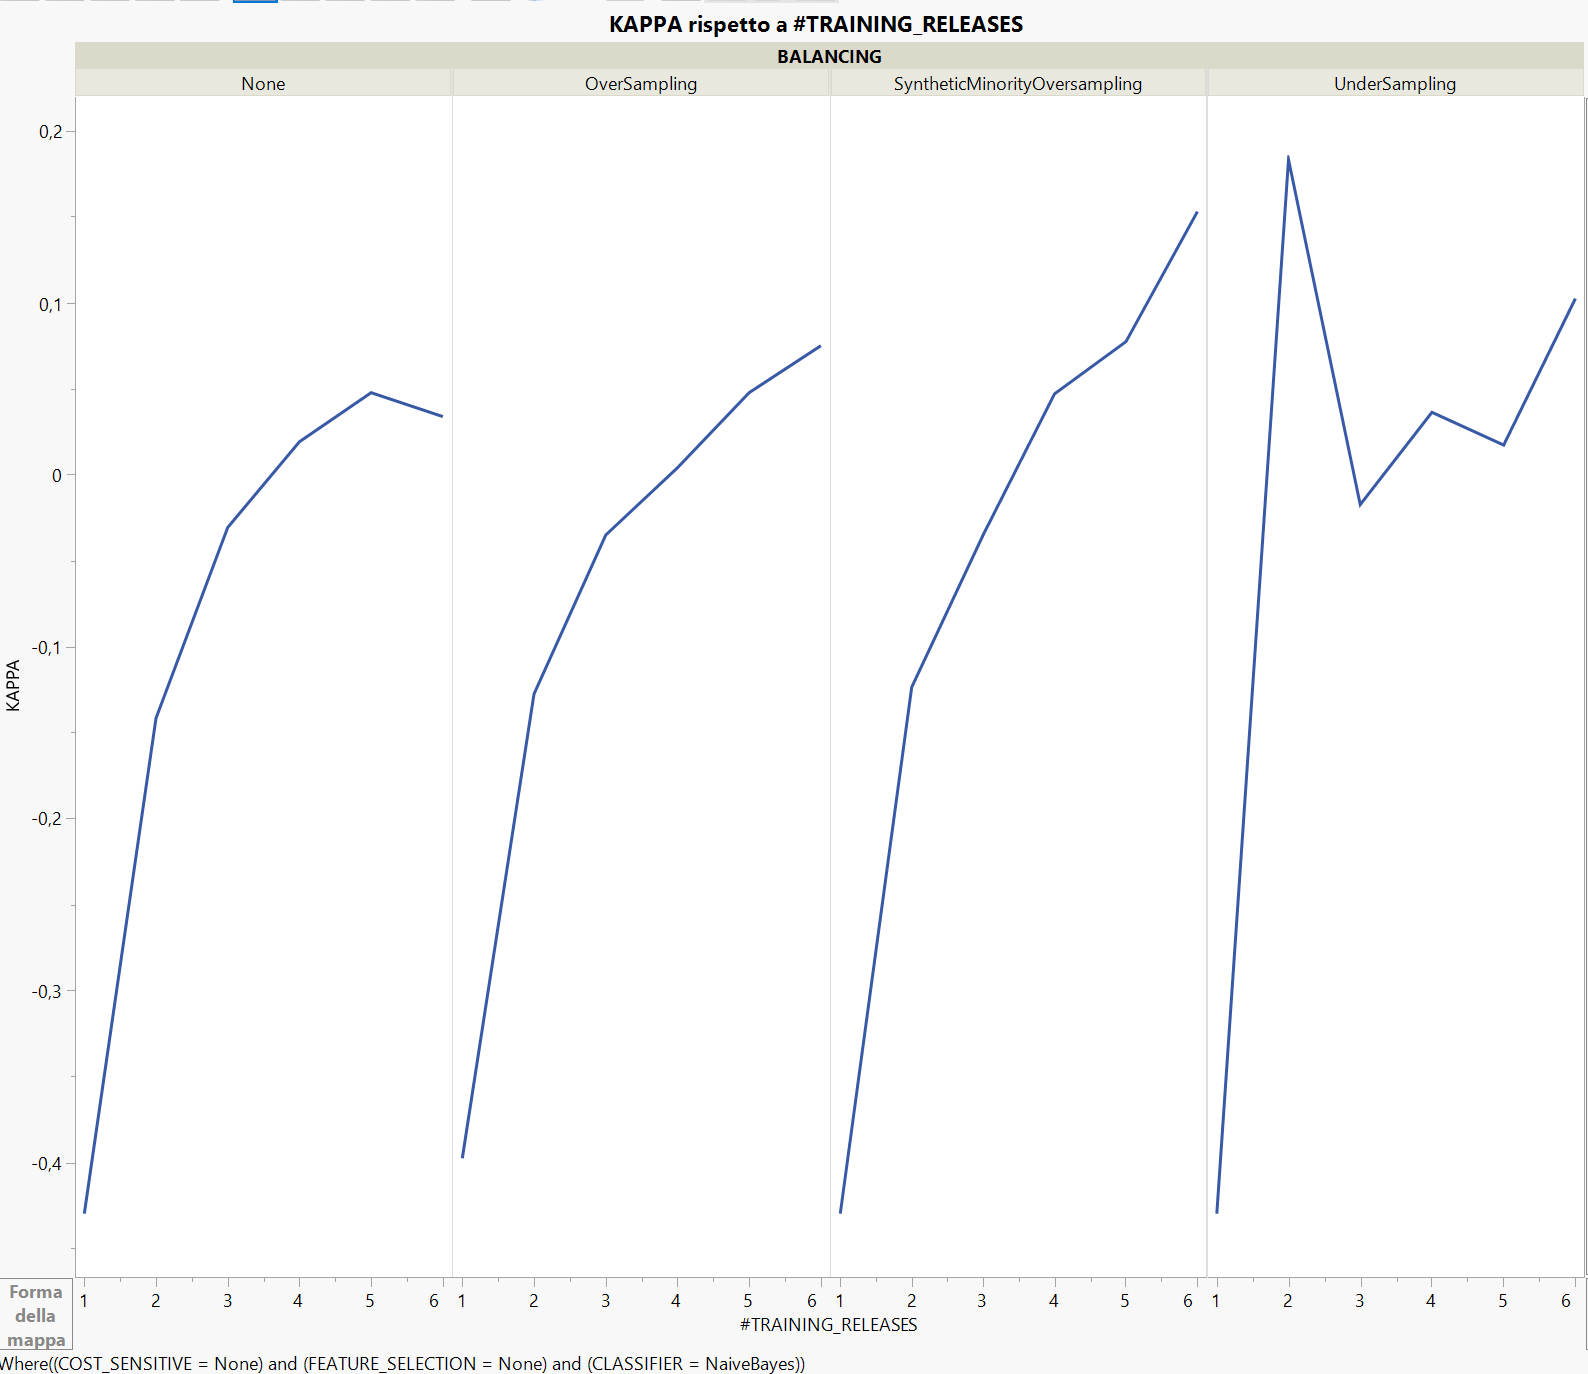 KAPPA rispetto a #TRAINING_RELEASES
BALANCING
None OverSampling SyntheticMinorityOversampling UnderSampling
0,2
0,1
0
-0,1
-0,2
-0,3
-0,4
KAPPA
1 2 3 4 5 6 1 2 3 4 5 6 1 2 3 4 5 6 1 2 3 4 5 6
#TRAINING_RELEASES
Forma
della
mappa
Where((COST_SENSITIVE = None) and (FEATURE_SELECTION = None) and (CLASSIFIER = NaiveBayes))